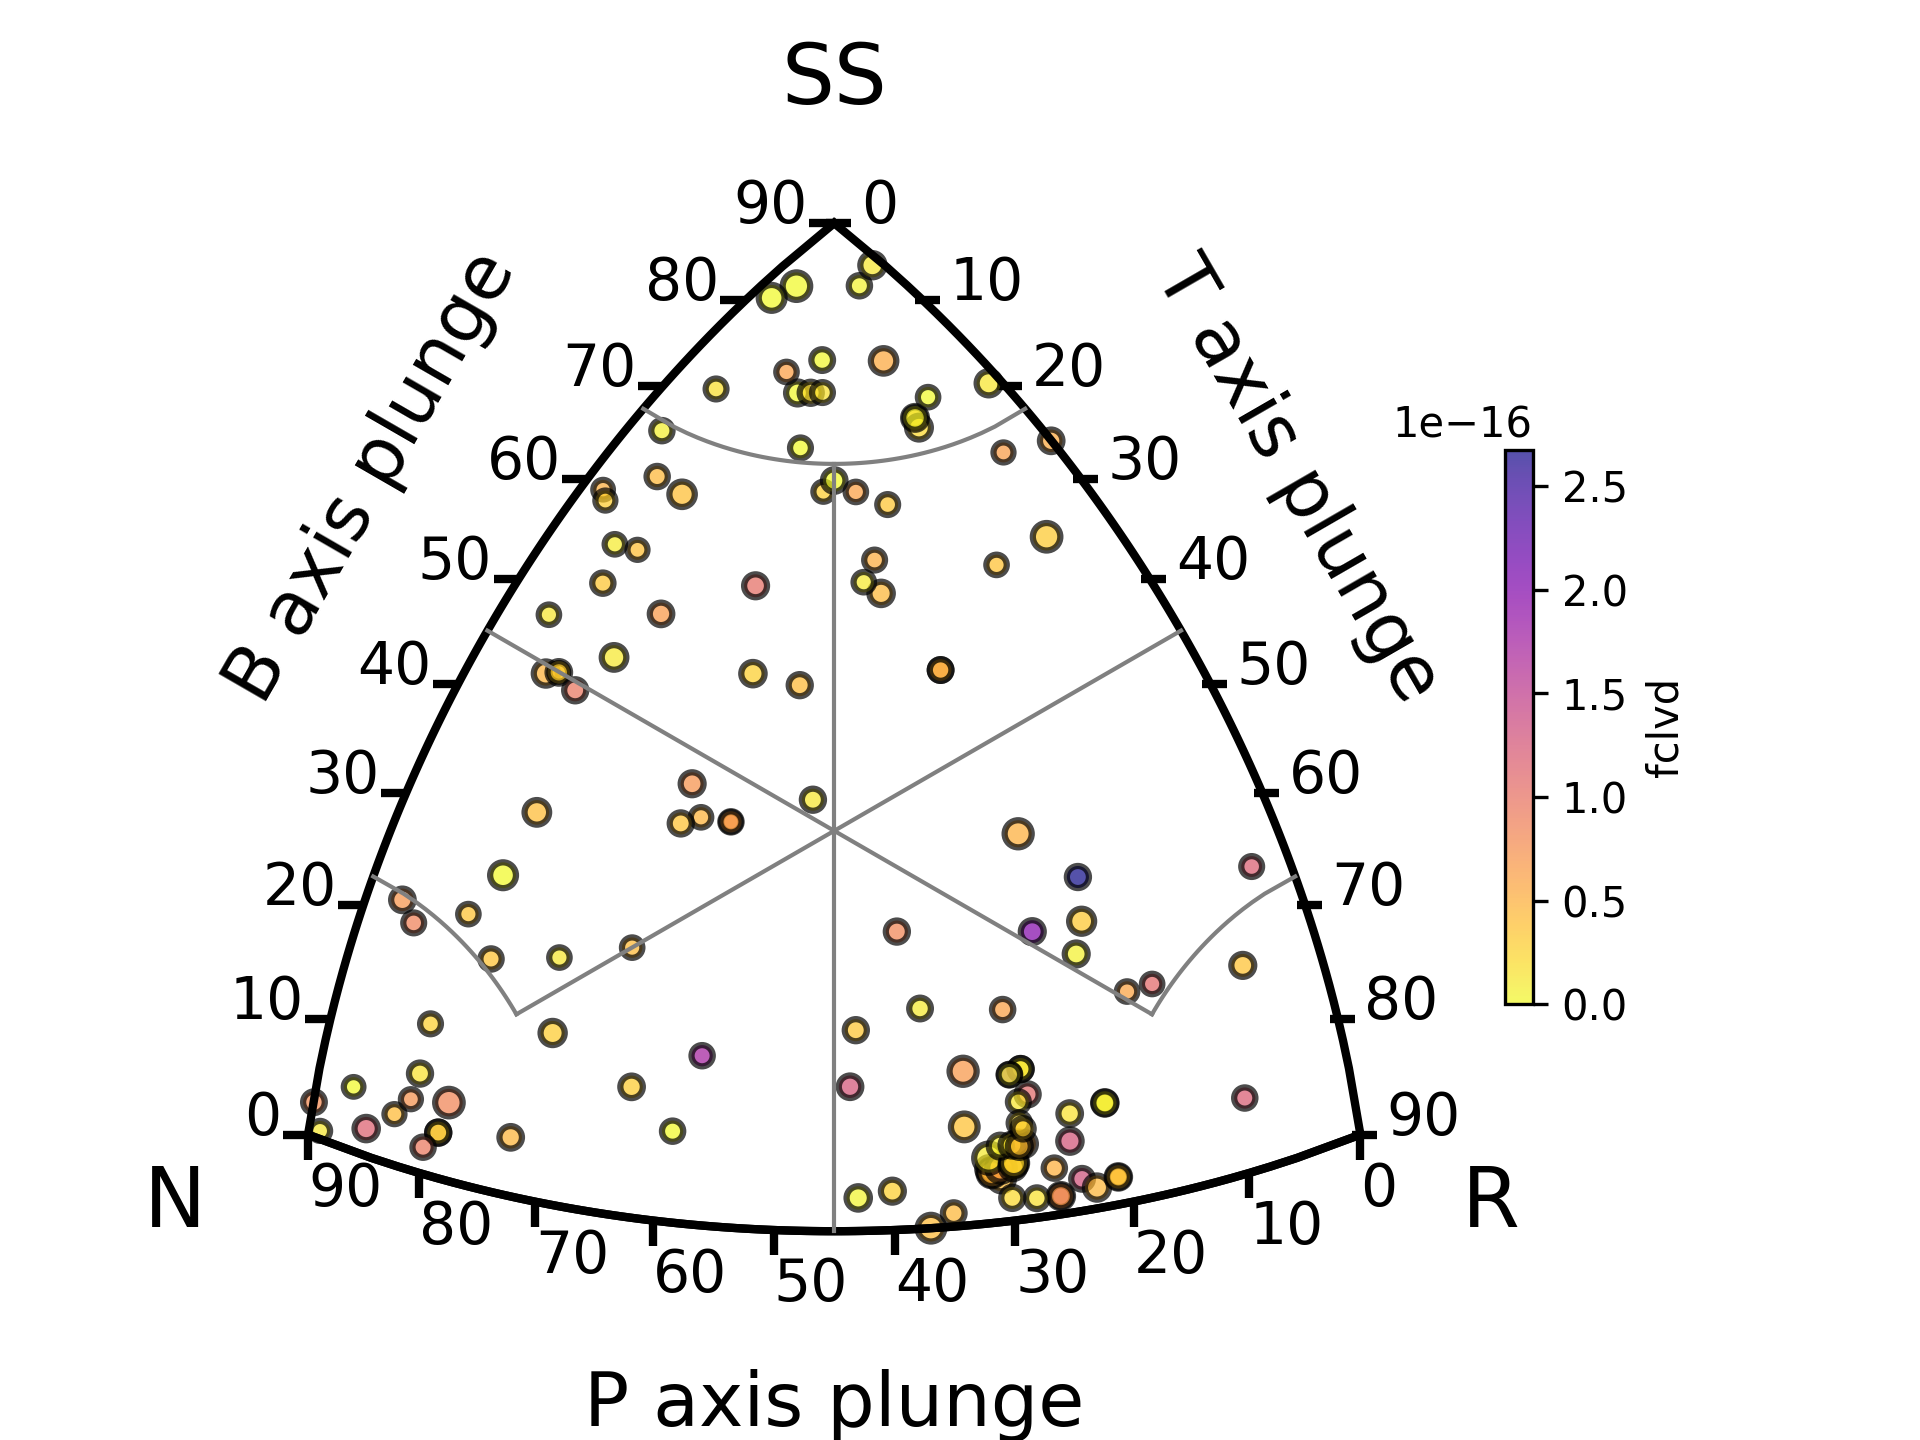 SS
90 0
80 10
70 20
60 30
50 40
40 50
30 60
20 70
10 80
0 90
B axis plunge
T axis plunge
N
R
90 80 70 60 50 40 30 20 10 0
P axis plunge
1e−16
2.5
2.0
1.5
1.0
0.5
0.0
fclvd